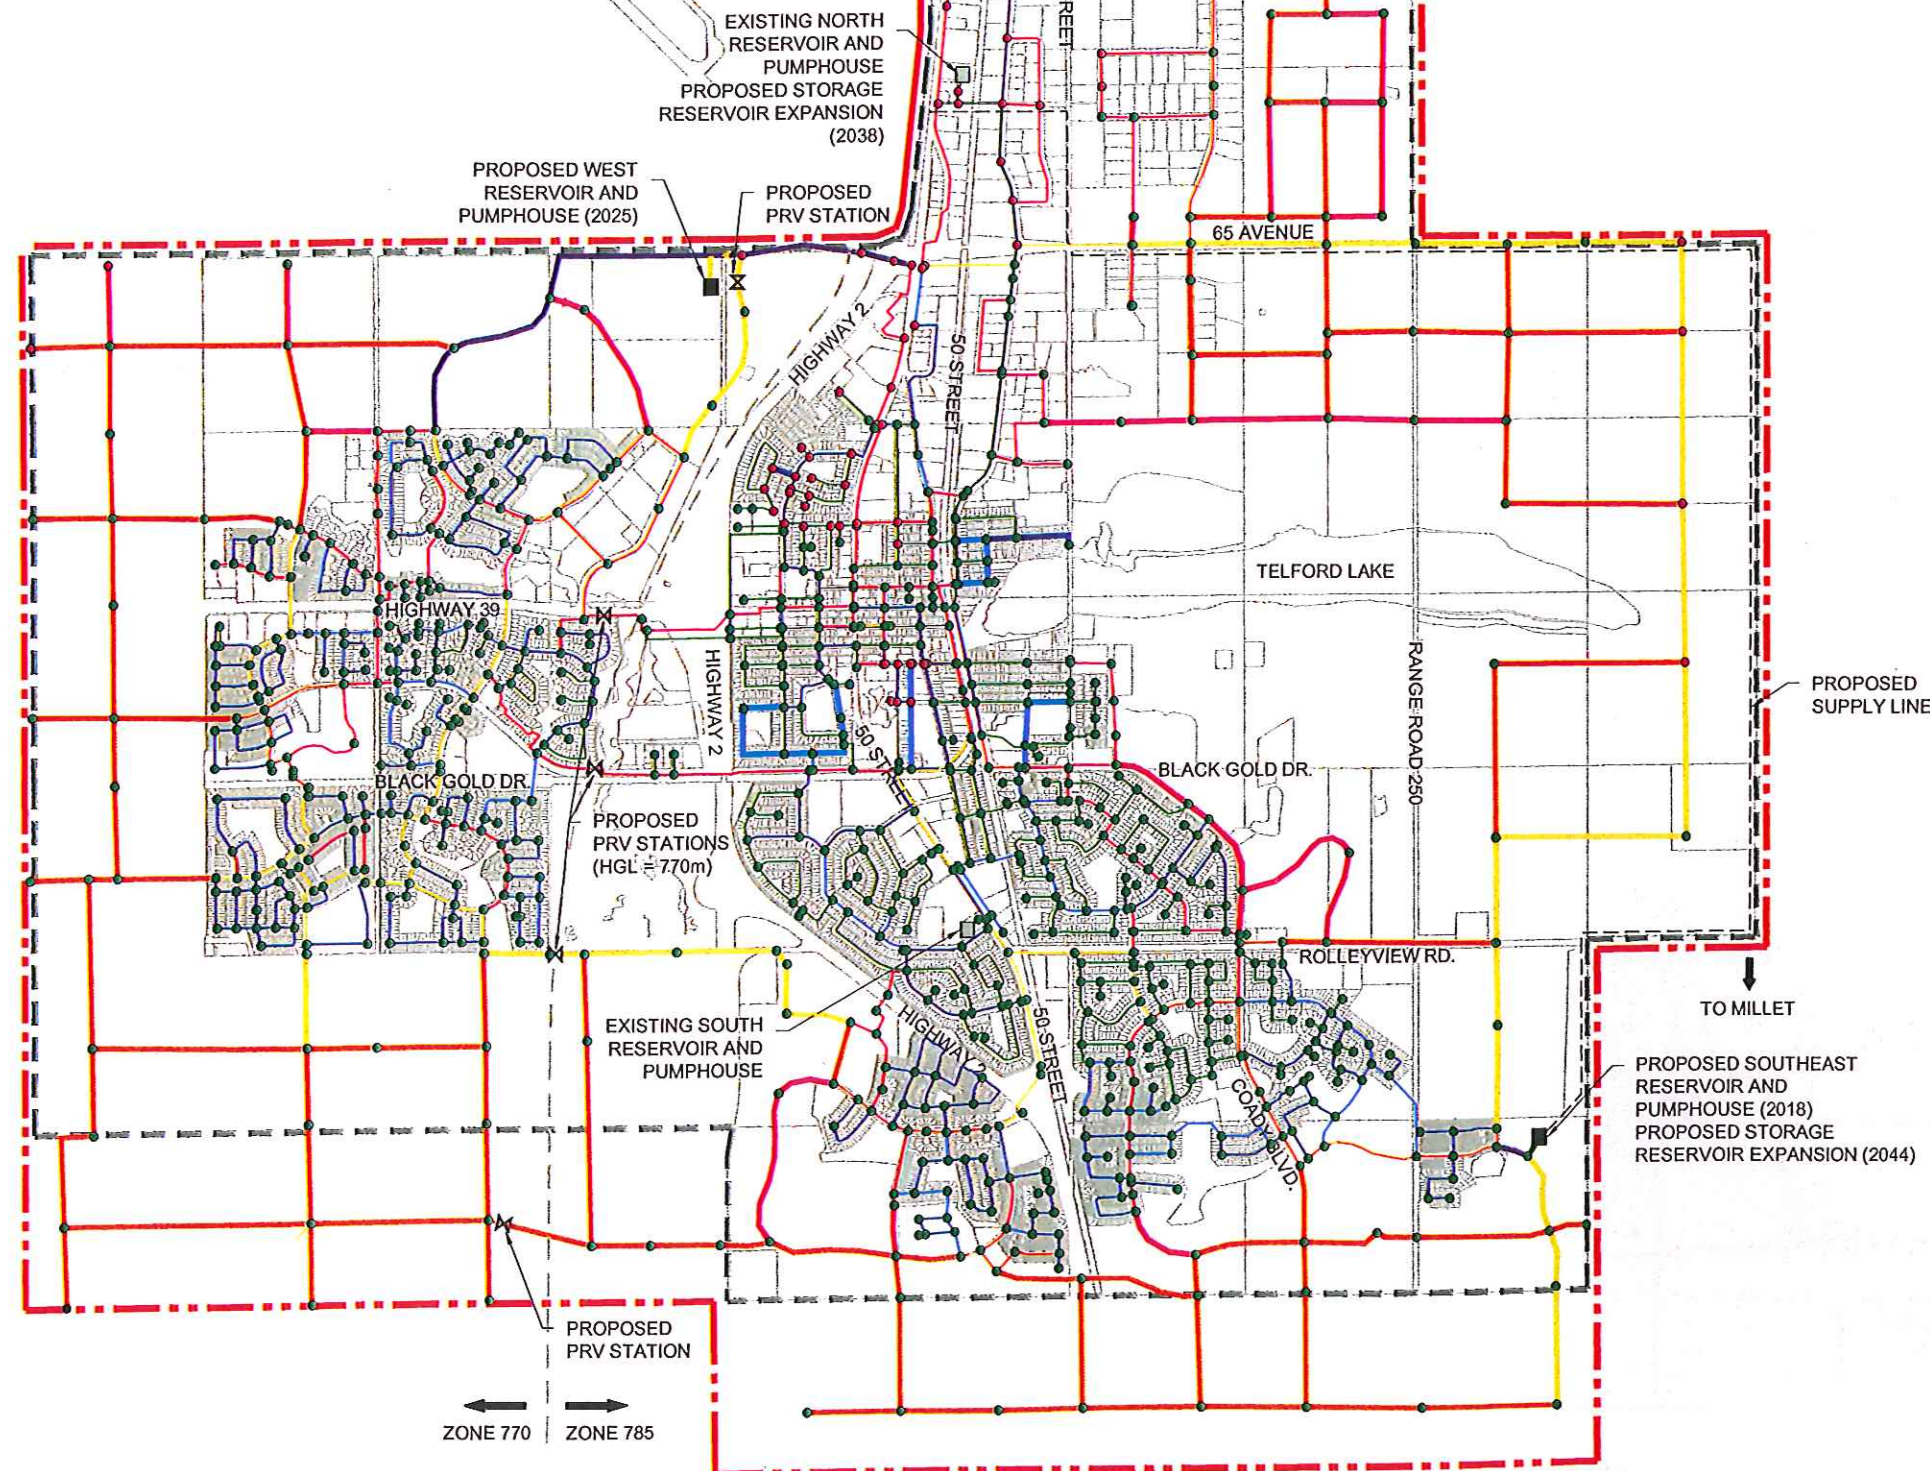 EXISTING NORTH
RESERVOIR AND
PUMPHOUSE
PROPOSED STORAGE
RESERVOIR EXPANSION
(2038)
REET
PROPOSED WEST
RESERVOIR AND
PUMPHOUSE (2025)
PROPOSED
PRV STATION
65 AVENUE
HIGHWAY 2
50 STREET
TELFORD LAKE
HIGHWAY 39
HIGHWAY 2
RANGE ROAD 250
PROPOSED
SUPPLY LINE
50 STREET
BLACK GOLD DR.
BLACK GOLD DR.
PROPOSED
PRV STATIONS
(HGL = 770m)
ROLLEYVIEW RD.
TO MILLET
EXISTING SOUTH
RESERVOIR AND
PUMPHOUSE
HIGHWAY 2
50 STREET
COADY BLVD.
PROPOSED SOUTHEAST
RESERVOIR AND
PUMPHOUSE (2018)
PROPOSED STORAGE
RESERVOIR EXPANSION (2044)
PROPOSED
PRV STATION
ZONE 770
ZONE 785